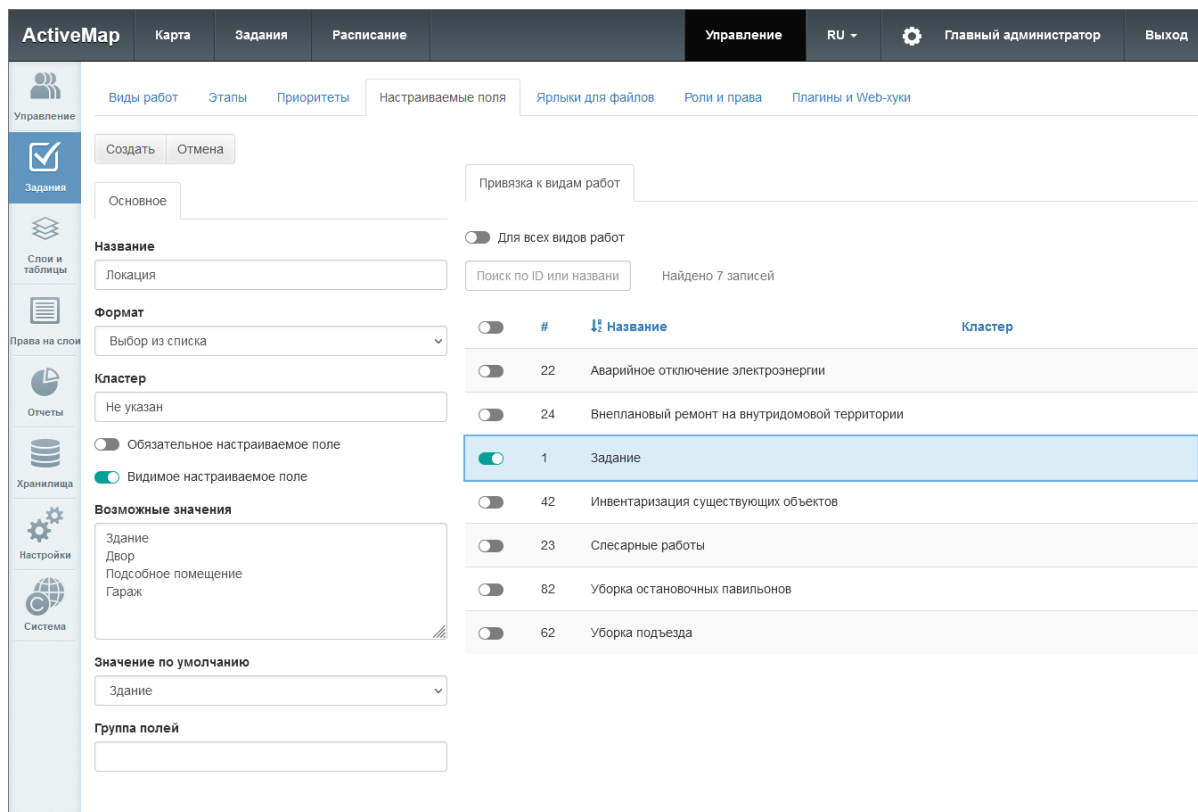 ActiveMap Карта Задания Расписание Управление RU Главный администратор Выход
Управление
Задания
Слои и
таблицы
Права на слои
Отчеты
Хранилища
Настройки
Система
Виды работ Этапы Приоритеты Настраиваемые поля Ярлыки для файлов Роли и права Плагины и Web-хуки
Создать Отмена
Основное
Название
Локация
Формат
Выбор из списка
Кластер
Не указан
Обязательное настраиваемое поле
Видимое настраиваемое поле
Возможные значения
Здание
Двор
Подсобное помещение
Гараж
Значение по умолчанию
Здание
Группа полей
Привязка к видам работ
Для всех видов работ
Поиск по ID или названи Найдено 7 записей
# Название Кластер
22 Аварийное отключение электроэнергии
24 Внеплановый ремонт на внутридомовой территории
1 Задание
42 Инвентаризация существующих объектов
23 Слесарные работы
82 Уборка остановочных павильонов
62 Уборка подъезда